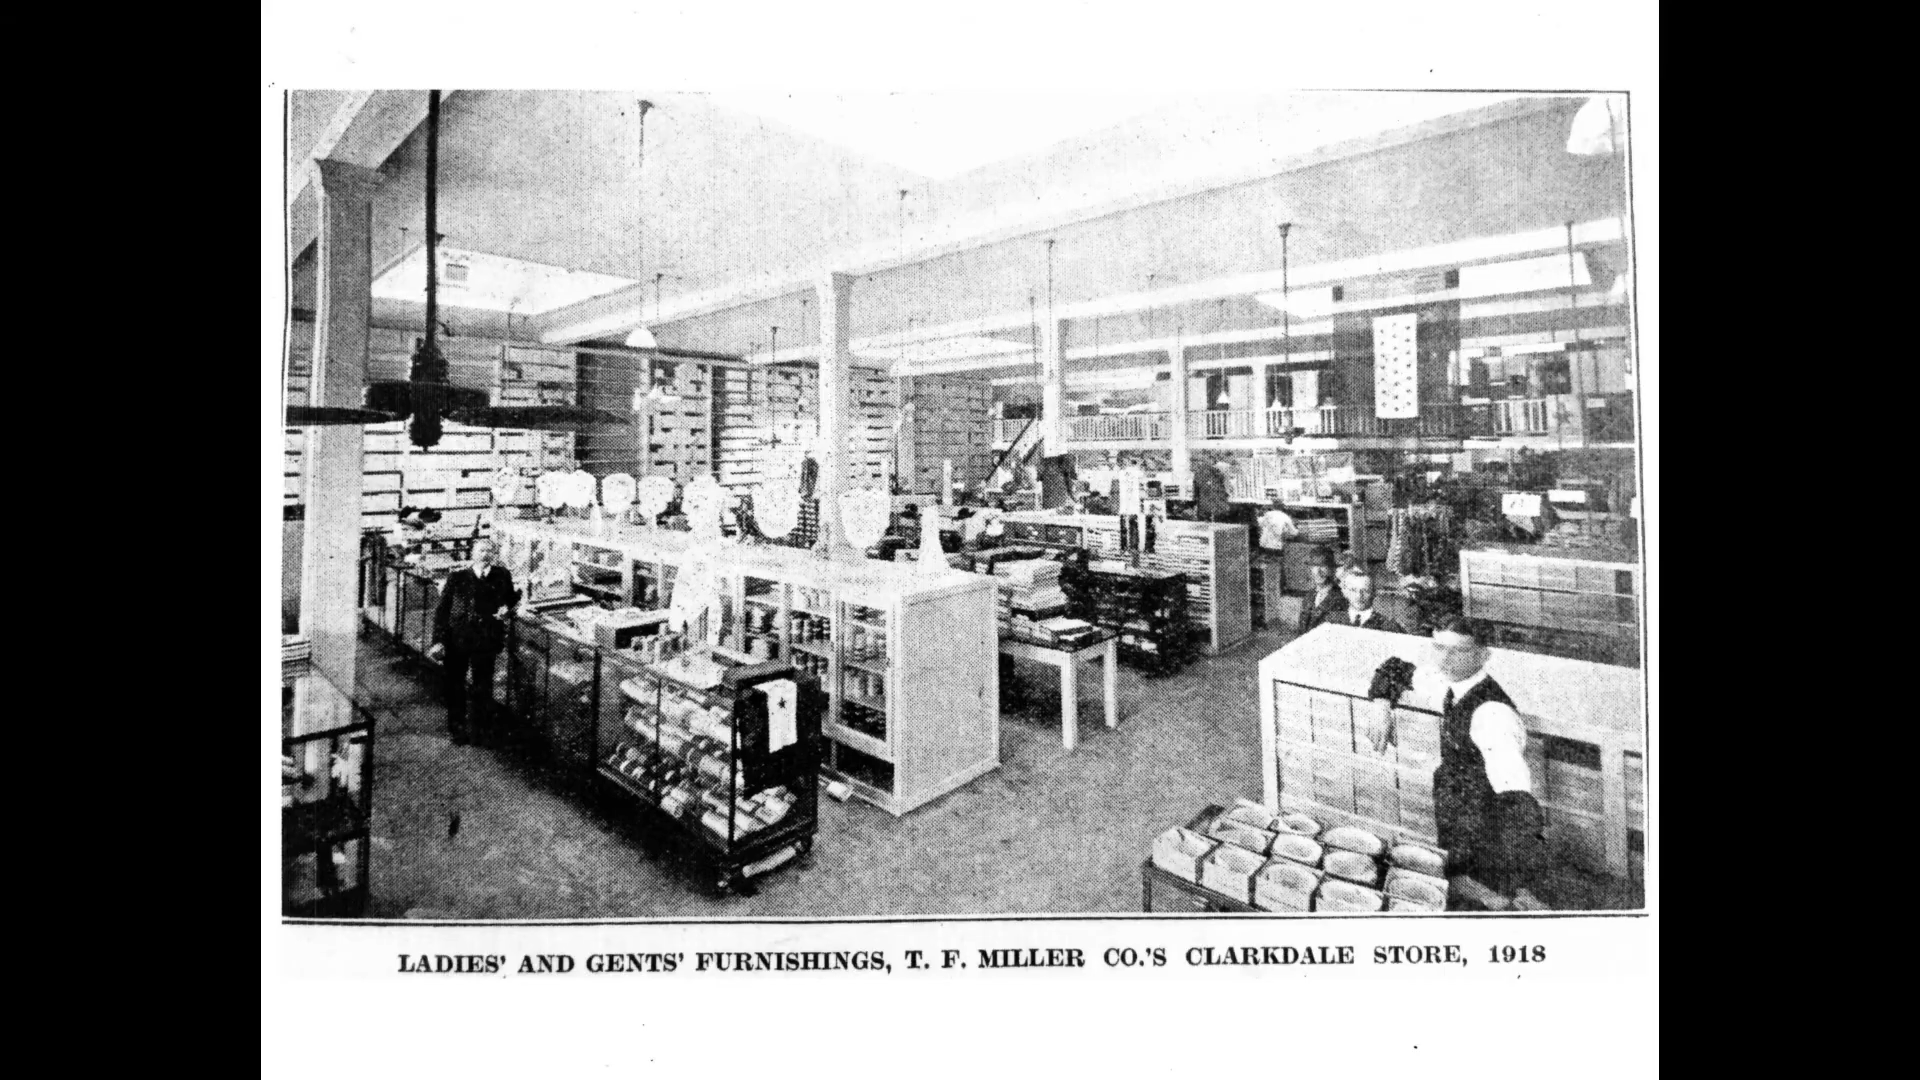 LADIES' AND GENTS' FURNISHINGS, T. F. MILLER CO.'S CLARKDALE STORE, 1918